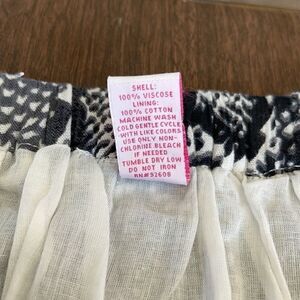 SHELL:
100% VISCOSE
LINING:
100% COTTON
MACHINE WASH
COLD GENTLE CYCLE
WITH LIKE COLORS
USE ONLY NON-
CHLORINE BLEACH
IF NEEDED
TUMBLE DRY LOW
DO NOT IRON
RN#92608